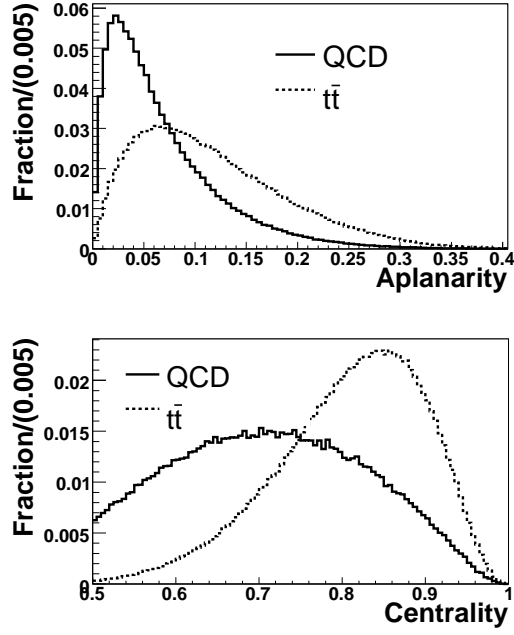 Fraction/(0.005)
0.06
0.05
0.04
0.03
0.02
0.01
0
QCD
tt̄
0 0.05 0.1 0.15 0.2 0.25 0.3 0.35 0.4
Aplanarity
Fraction/(0.005)
0.02
0.015
0.01
0.005
0
QCD
tt̄
0.5 0.6 0.7 0.8 0.9 1
Centrality